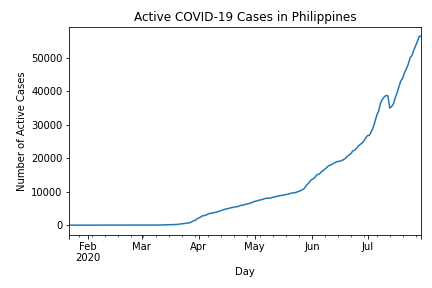 Active COVID-19 Cases in Philippines
Number of Active Cases
50000
40000
30000
20000
10000
0
Feb
2020
Mar
Apr
May
Jun
Jul
Day